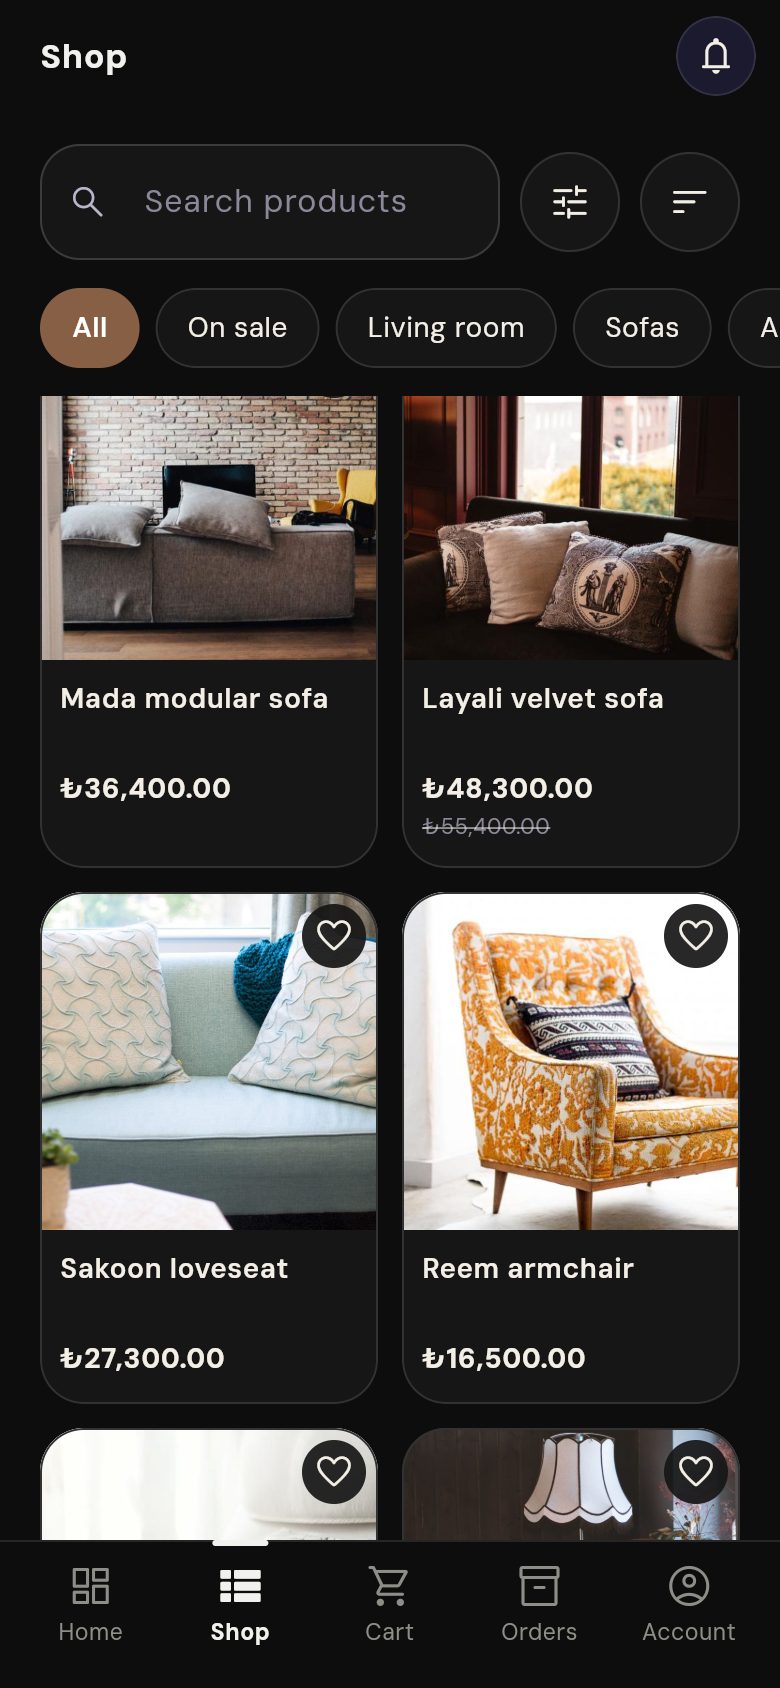 Shop
Search products
All
On sale
Living room
Sofas
A
Mada modular sofa
₺36,400.00
Layali velvet sofa
₺48,300.00
₺55,400.00
Sakoon loveseat
₺27,300.00
Reem armchair
₺16,500.00
Home
Shop
Cart
Orders
Account